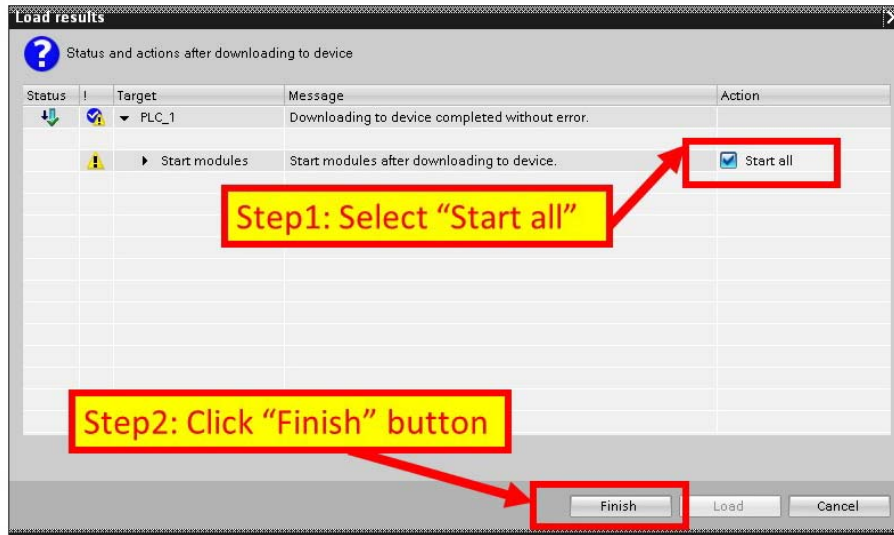 Load results
Status and actions after downloading to device
Status ! Target Message Action
PLC_1 Downloading to device completed without error.
Start modules Start modules after downloading to device. Start all
Step1: Select “Start all”
Step2: Click “Finish” button
Finish Load Cancel